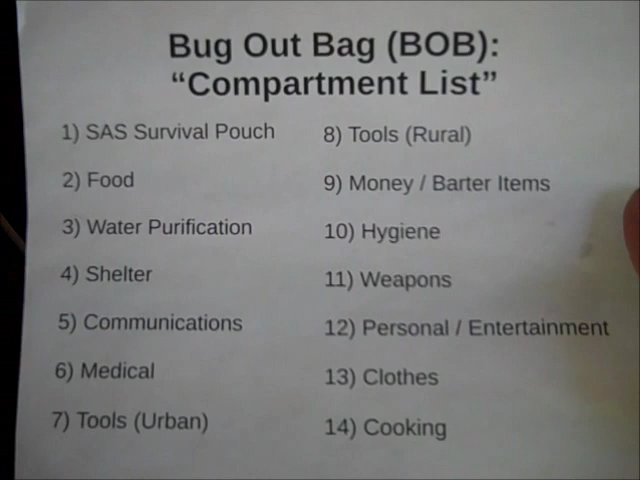 Bug Out Bag (BOB):
“Compartment List”
1) SAS Survival Pouch
2) Food
3) Water Purification
4) Shelter
5) Communications
6) Medical
7) Tools (Urban)
8) Tools (Rural)
9) Money / Barter Items
10) Hygiene
11) Weapons
12) Personal / Entertainment
13) Clothes
14) Cooking